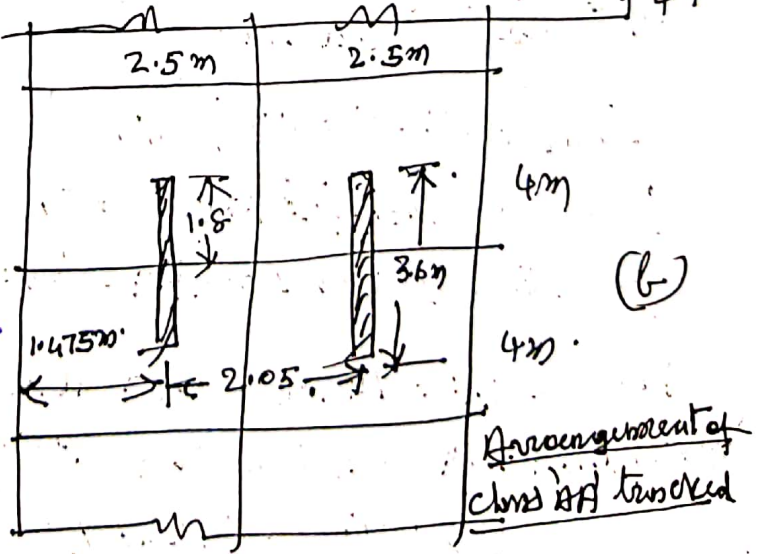 2.5m 2.5m
4m
1.8
3.6m
(b)
1.475m.
2.05
4m.
Arrangement of
class AA tracked